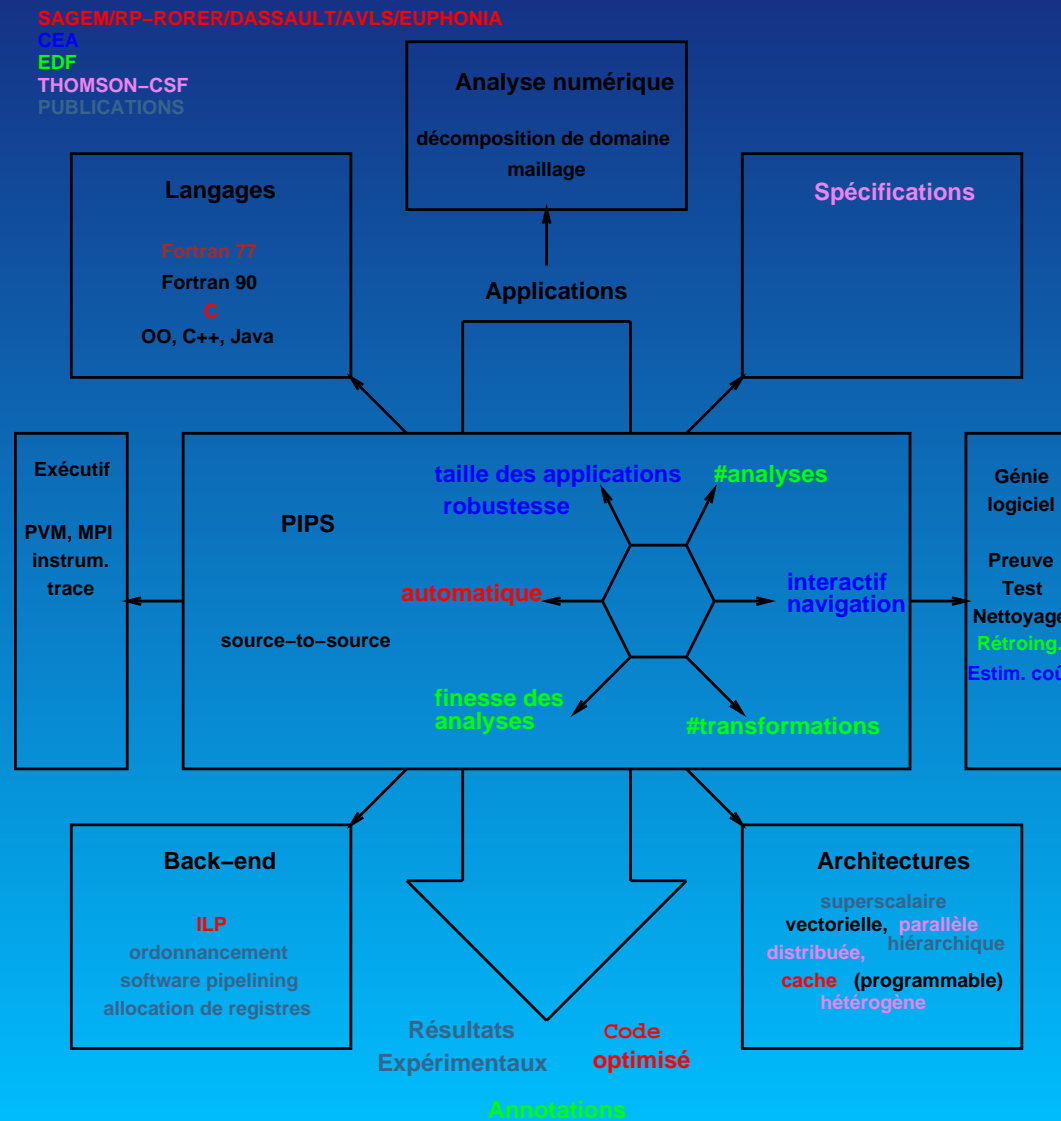 SAGEM/RP–RORER/DASSAULT/AVLS/EUPHONIA
CEA
EDF
THOMSON–CSF
PUBLICATIONS
Analyse numérique
décomposition de domaine
maillage
Langages
Fortran 77
Fortran 90
C
OO, C++, Java
Spécifications
Applications
Exécutif
PVM, MPI
instrum.
trace
PIPS
source–to–source
taille des applications
robustesse
#analyses
automatique
interactif
navigation
finesse des
analyses
#transformations
Génie
logiciel
Preuve
Test
Nettoyage
Rétroing.
Estim. coû
Back–end
ILP
ordonnancement
software pipelining
allocation de registres
Architectures
superscalaire
vectorielle, parallèle
distribuée, hiérarchique
cache (programmable)
hétérogène
Résultats
Expérimentaux
Code
optimisé
Annotations